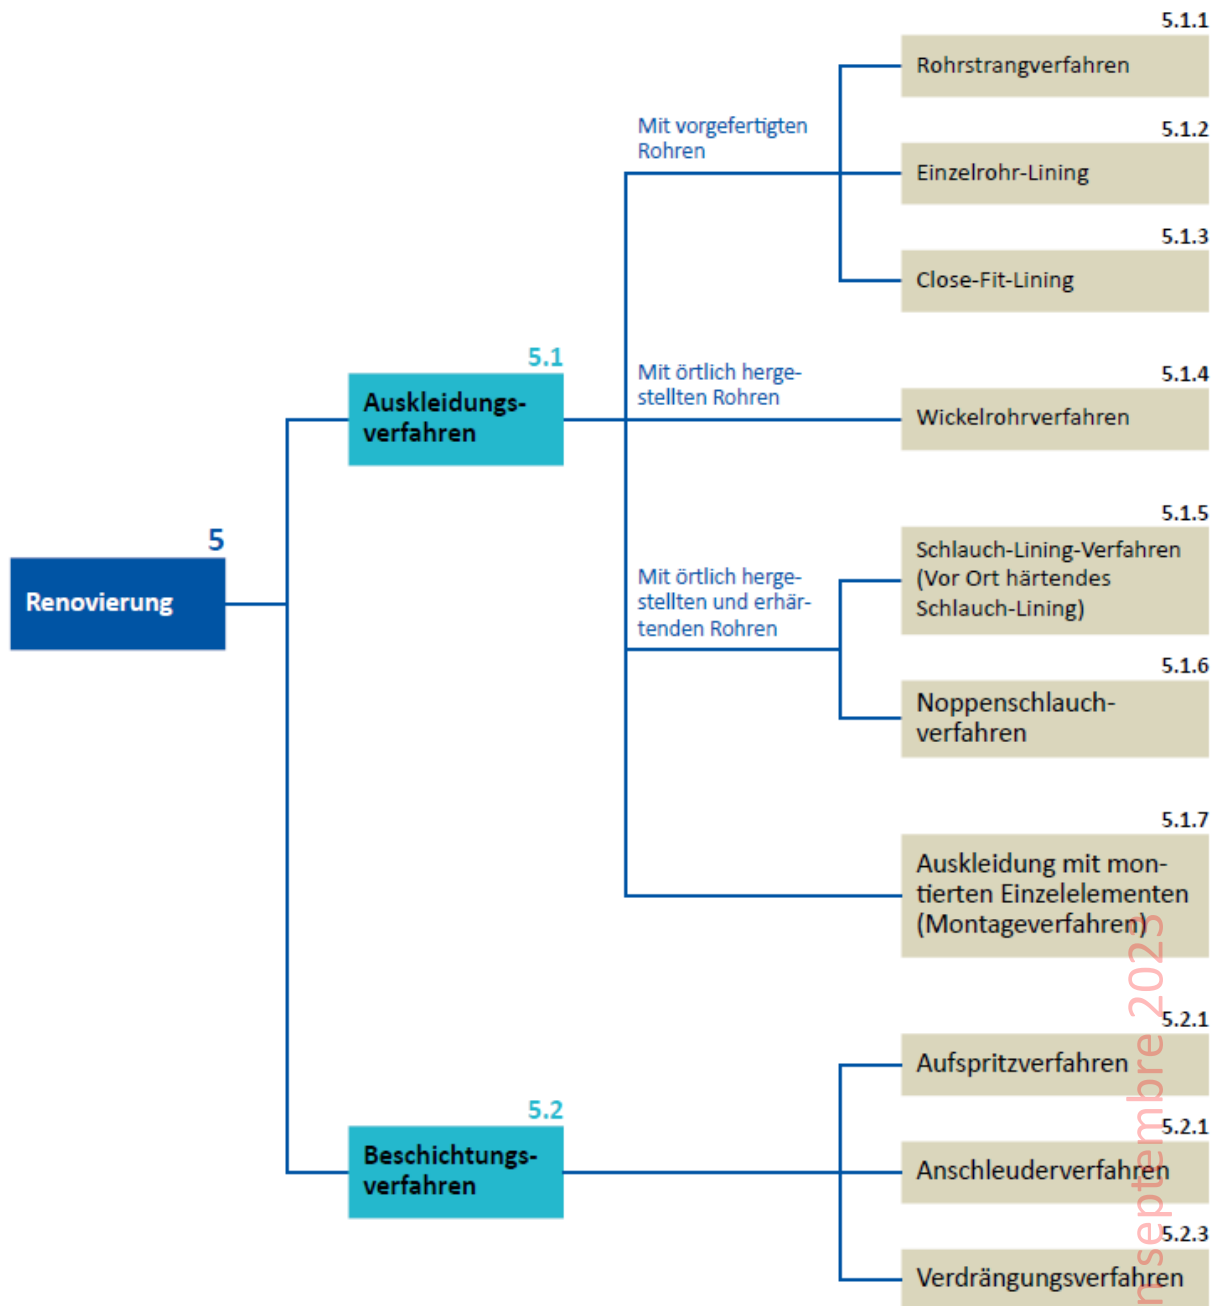 5.1.1
Rohrstrangverfahren
Mit vorgefertigten
Rohren
5.1.2
Einzelrohr-Lining
5.1.3
Close-Fit-Lining
5.1
Auskleidungs-
verfahren
Mit örtlich herge-
stellten Rohren
5.1.4
Wickelrohrverfahren
5
Renovierung
Mit örtlich herge-
stellten und erhär-
tenden Rohren
5.1.5
Schlauch-Lining-Verfahren
(Vor Ort härtendes
Schlauch-Lining)
5.1.6
Noppenschlauch-
verfahren
5.1.7
Auskleidung mit mon-
tierten Einzelelementen
(Montageverfahren)
5.2
Beschichtungs-
verfahren
5.2.1
Aufspritzverfahren
5.2.1
Anschleuderverfahren
5.2.3
Verdrängungsverfahren
n septembre 2023